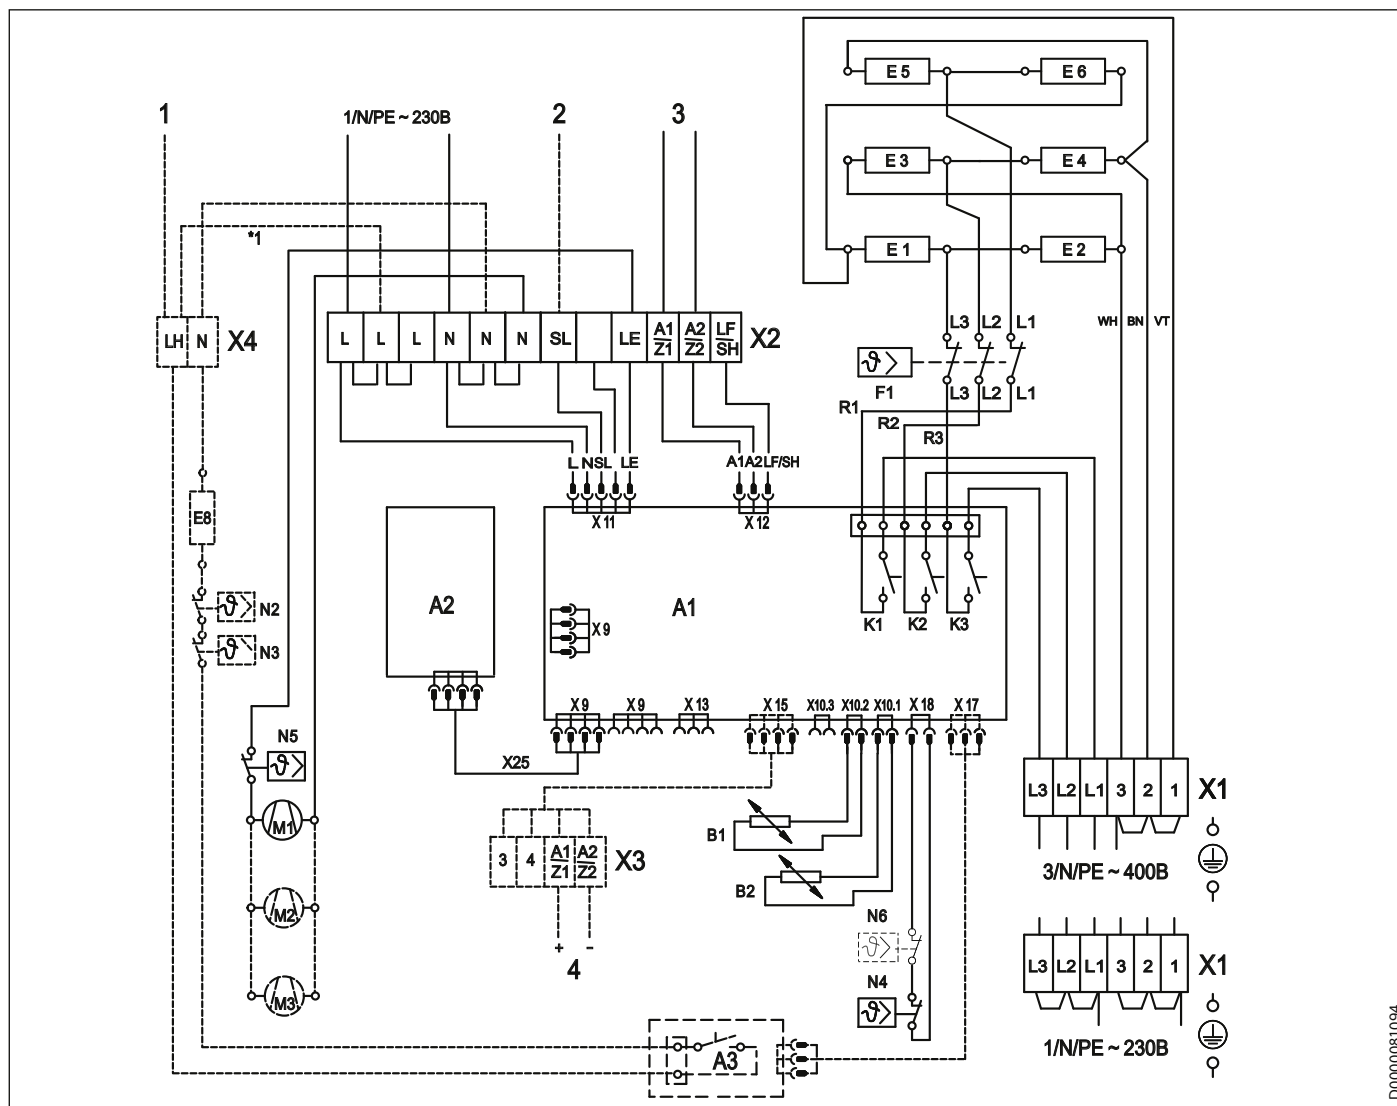 E 5
E 6
1
1/N/PE ~ 230В
2
3
E 3
E 4
*1
E 1
E 2
WH
BN
VT
L3
L2
L1
LH
N
X4
L
L
L
N
N
N
SL
LE
A1
Z1
A2
Z2
LF
SH
X2
F1
L3
L2
L1
R1
R2
R3
L
N
SL
LE
A1
A2
LF/SH
X 11
X 12
E8
A2
A1
N2
X 9
K1
K2
K3
N3
X 9
X 9
X 13
X 15
X10.3
X10.2
X10.1
X 18
X 17
N5
X25
L3
L2
L1
3
2
1
X1
M1
B1
3
4
A1
Z1
A2
Z2
X3
3/N/PE ~ 400В
B2
M2
N6
+
−
4
L3
L2
L1
3
2
1
X1
N4
M3
1/N/PE ~ 230В
A3
D0000081094